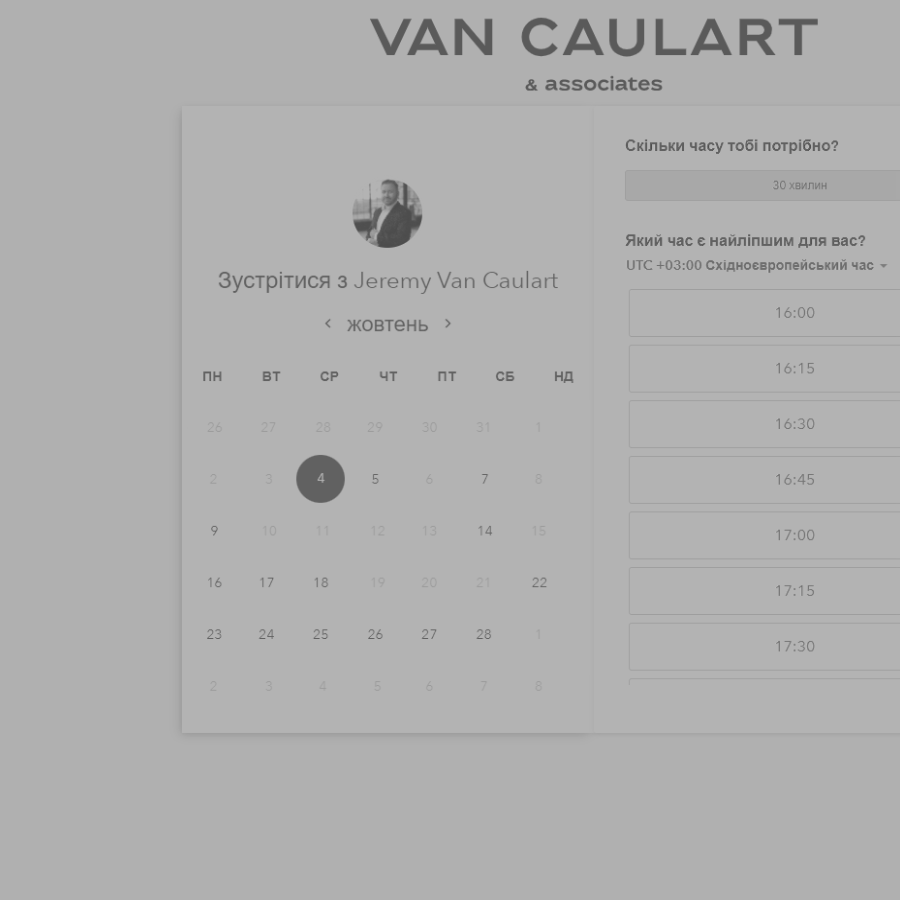 VAN CAULART
& associates
Зустрітися з Jeremy Van Caulart
жовтень
ПН ВТ СР ЧТ ПТ СБ НД
26 27 28 29 30 31 1
2 3 4 5 6 7 8
9 10 11 12 13 14 15
16 17 18 19 20 21 22
23 24 25 26 27 28 1
2 3 4 5 6 7 8
Скільки часу тобі потрібно?
30 хвилин
Який час є найліпшим для вас?
UTC +03:00 Східноєвропейський час
16:00
16:15
16:30
16:45
17:00
17:15
17:30